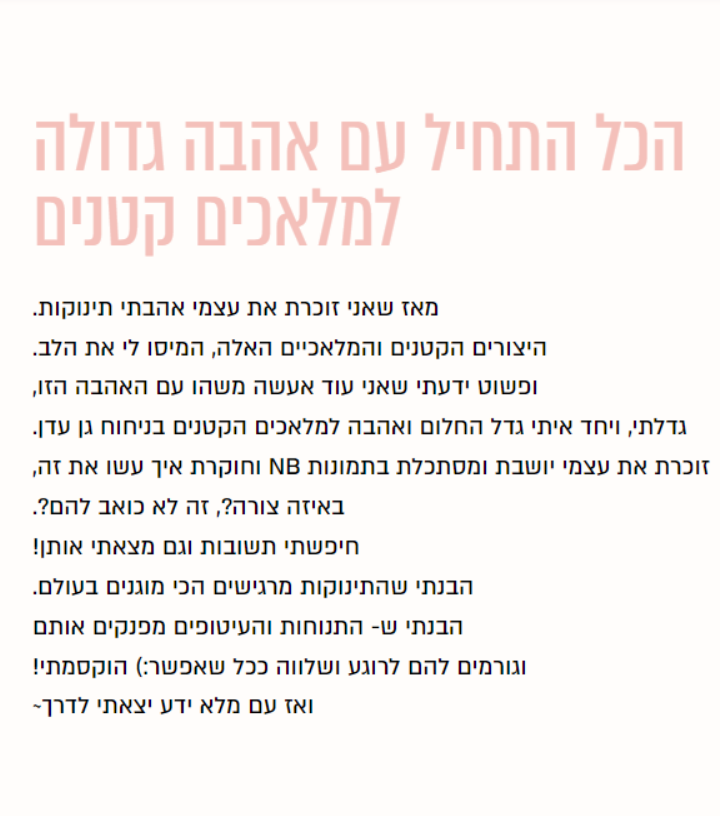 הכל התחיל עם אהבה גדולה
למלאכים קטנים
מאז שאני זוכרת את עצמי אהבתי תינוקות.
היצורים הקטנים והמלאכיים האלה, המיסו לי את הלב.
ופשוט ידעתי שאני עוד אעשה משהו עם האהבה הזו,
גדלתי, ויחד איתי גדל החלום ואהבה למלאכים הקטנים בניחוח גן עדן.
זוכרת את עצמי יושבת ומסתכלת בתמונות NB וחוקרת איך עשו את זה,
באיזה צורה?, זה לא כואב להם?.
חיפשתי תשובות וגם מצאתי אותן!
הבנתי שהתינוקות מרגישים הכי מוגנים בעולם.
הבנתי ש- התנוחות והעיטופים מפנקים אותם
וגורמים להם לרוגע ושלווה ככל שאפשר:) הוקסמתי!
ואז עם מלא ידע יצאתי לדרך~